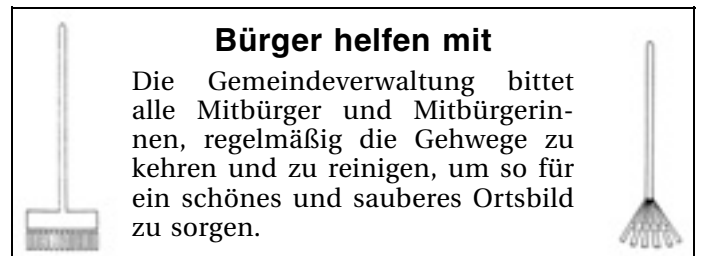 Bürger helfen mit
Die Gemeindeverwaltung bittet
alle Mitbürger und Mitbürgerin-
nen, regelmäßig die Gehwege zu
kehren und zu reinigen, um so für
ein schönes und sauberes Ortsbild
zu sorgen.